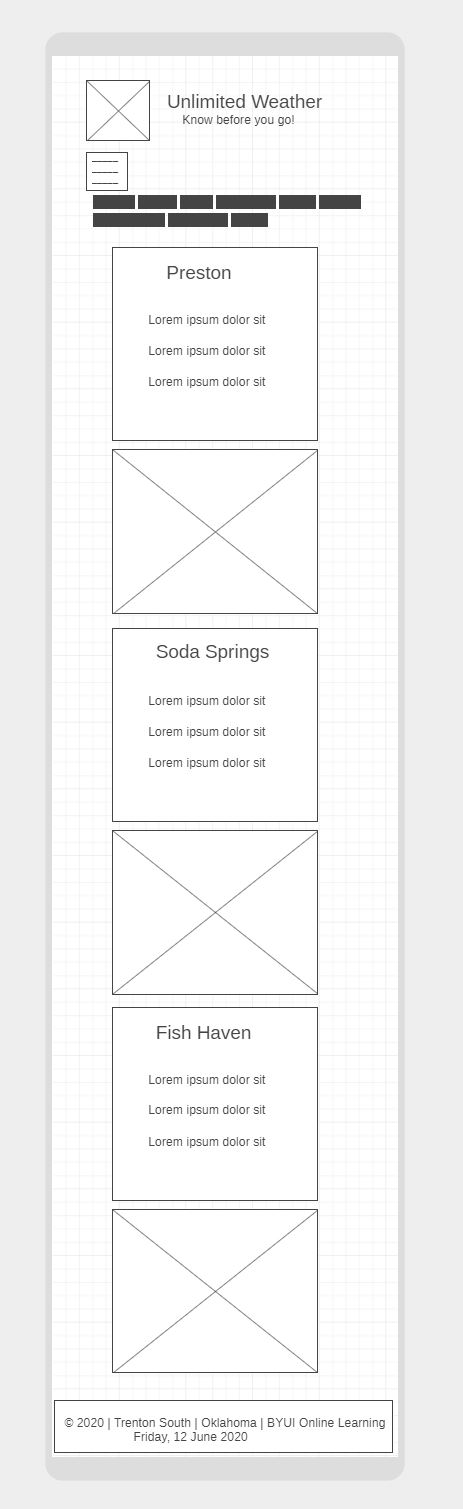 Unlimited Weather
Know before you go!
Preston
Lorem ipsum dolor sit
Lorem ipsum dolor sit
Lorem ipsum dolor sit
Soda Springs
Lorem ipsum dolor sit
Lorem ipsum dolor sit
Lorem ipsum dolor sit
Fish Haven
Lorem ipsum dolor sit
Lorem ipsum dolor sit
Lorem ipsum dolor sit
© 2020 | Trenton South | Oklahoma | BYUI Online Learning
Friday, 12 June 2020